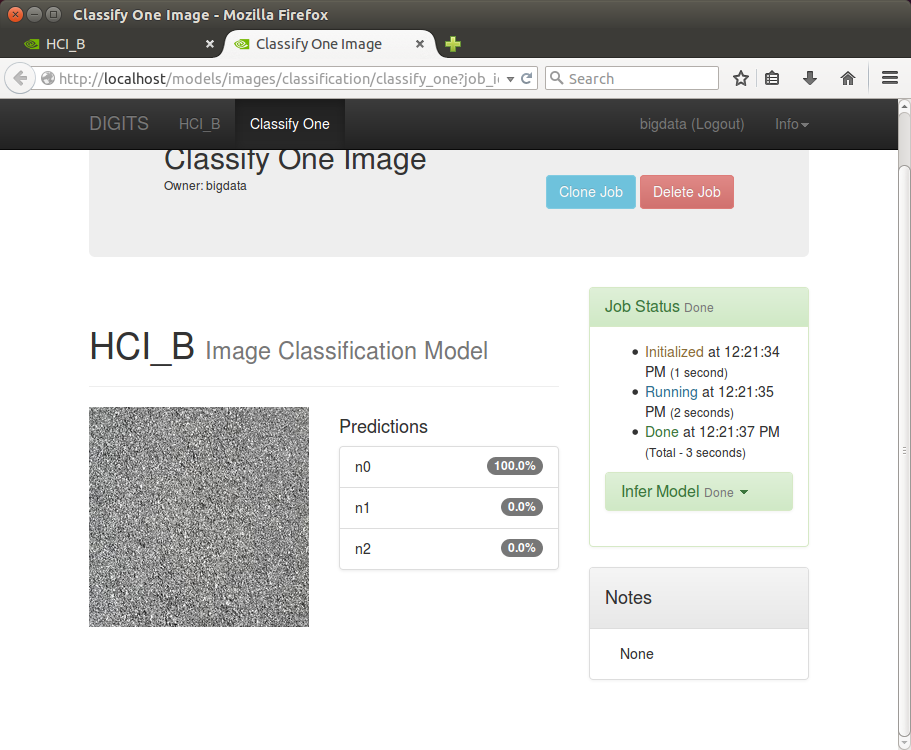 Classify One Image - Mozilla Firefox
HCI_B
Classify One Image
http://localhost/models/images/classification/classify_one?job_i
Search
DIGITS HCI_B Classify One bigdata (Logout) Info
Classify One Image
Owner: bigdata
Clone Job Delete Job
HCI_B Image Classification Model
Predictions
n0 100.0%
n1 0.0%
n2 0.0%
Job Status Done
Initialized at 12:21:34
PM (1 second)
Running at 12:21:35
PM (2 seconds)
Done at 12:21:37 PM
(Total - 3 seconds)
Infer Model Done
Notes
None